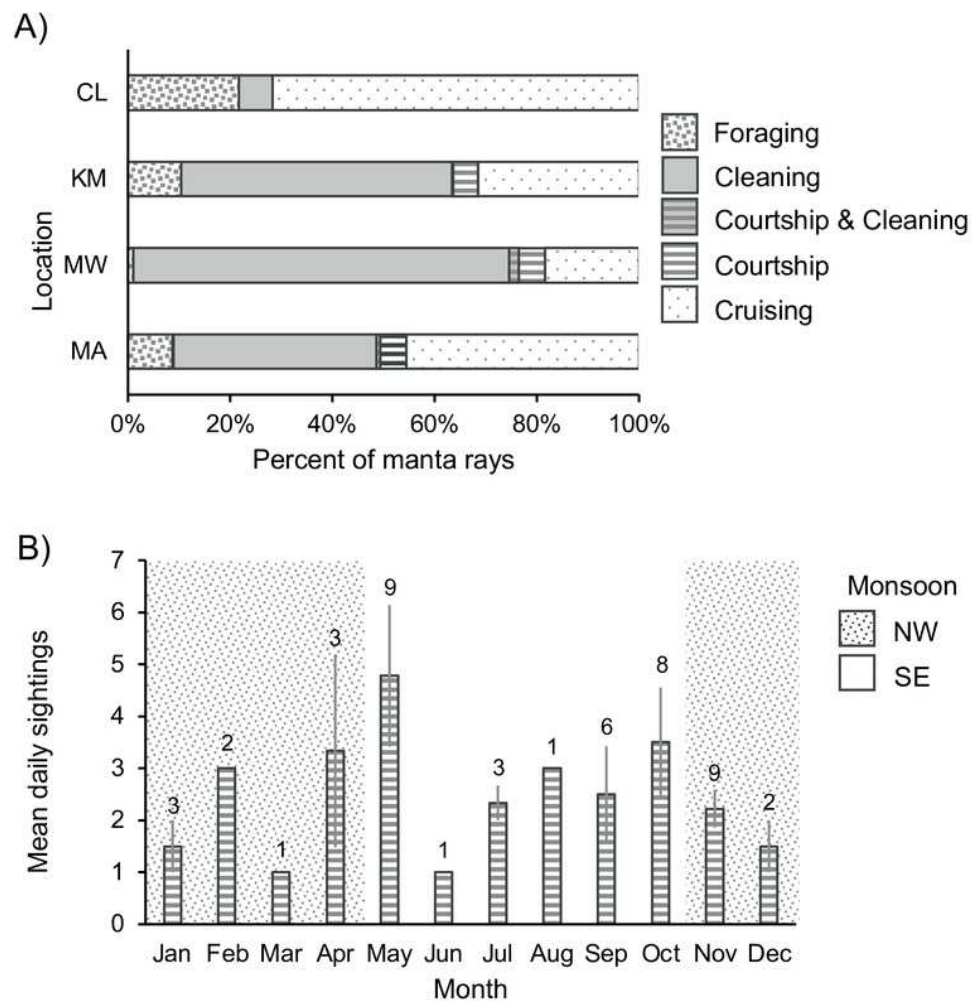 A)
CL
KM
MW
MA
Location
0% 20% 40% 60% 80% 100%
Percent of manta rays
Foraging
Cleaning
Courtship & Cleaning
Courtship
Cruising
B)
7
6
5
4
3
2
1
0
Mean daily sightings
3 2 1 3 9 1 3 1 6 8 9 2
Jan Feb Mar Apr May Jun Jul Aug Sep Oct Nov Dec
Month
Monsoon
NW
SE